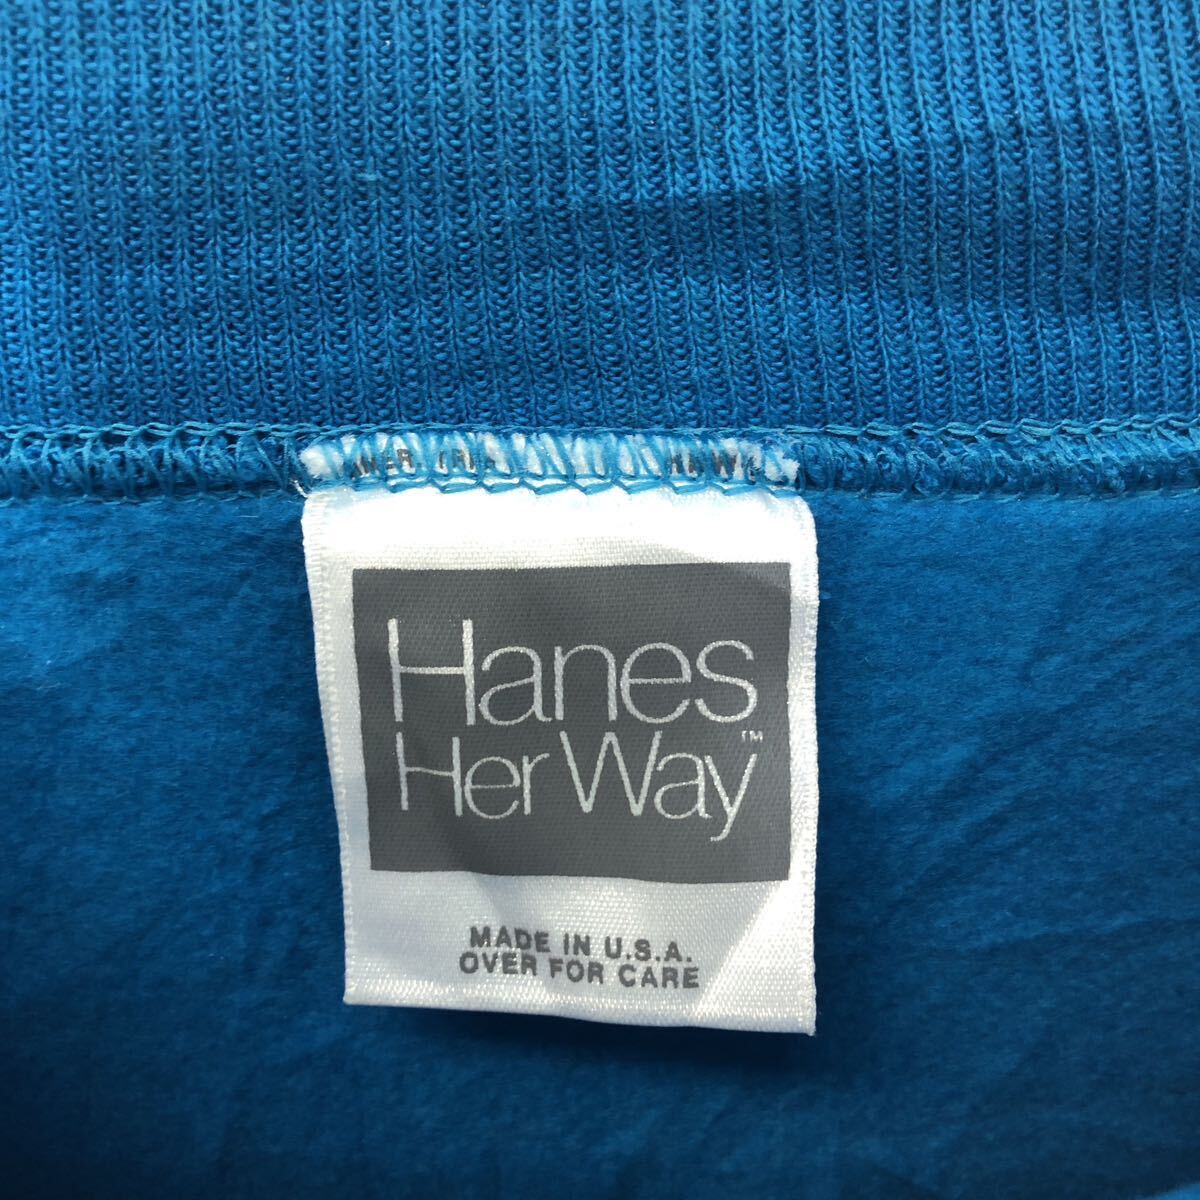 Hanes
Her Way™
MADE IN U.S.A.
OVER FOR CARE